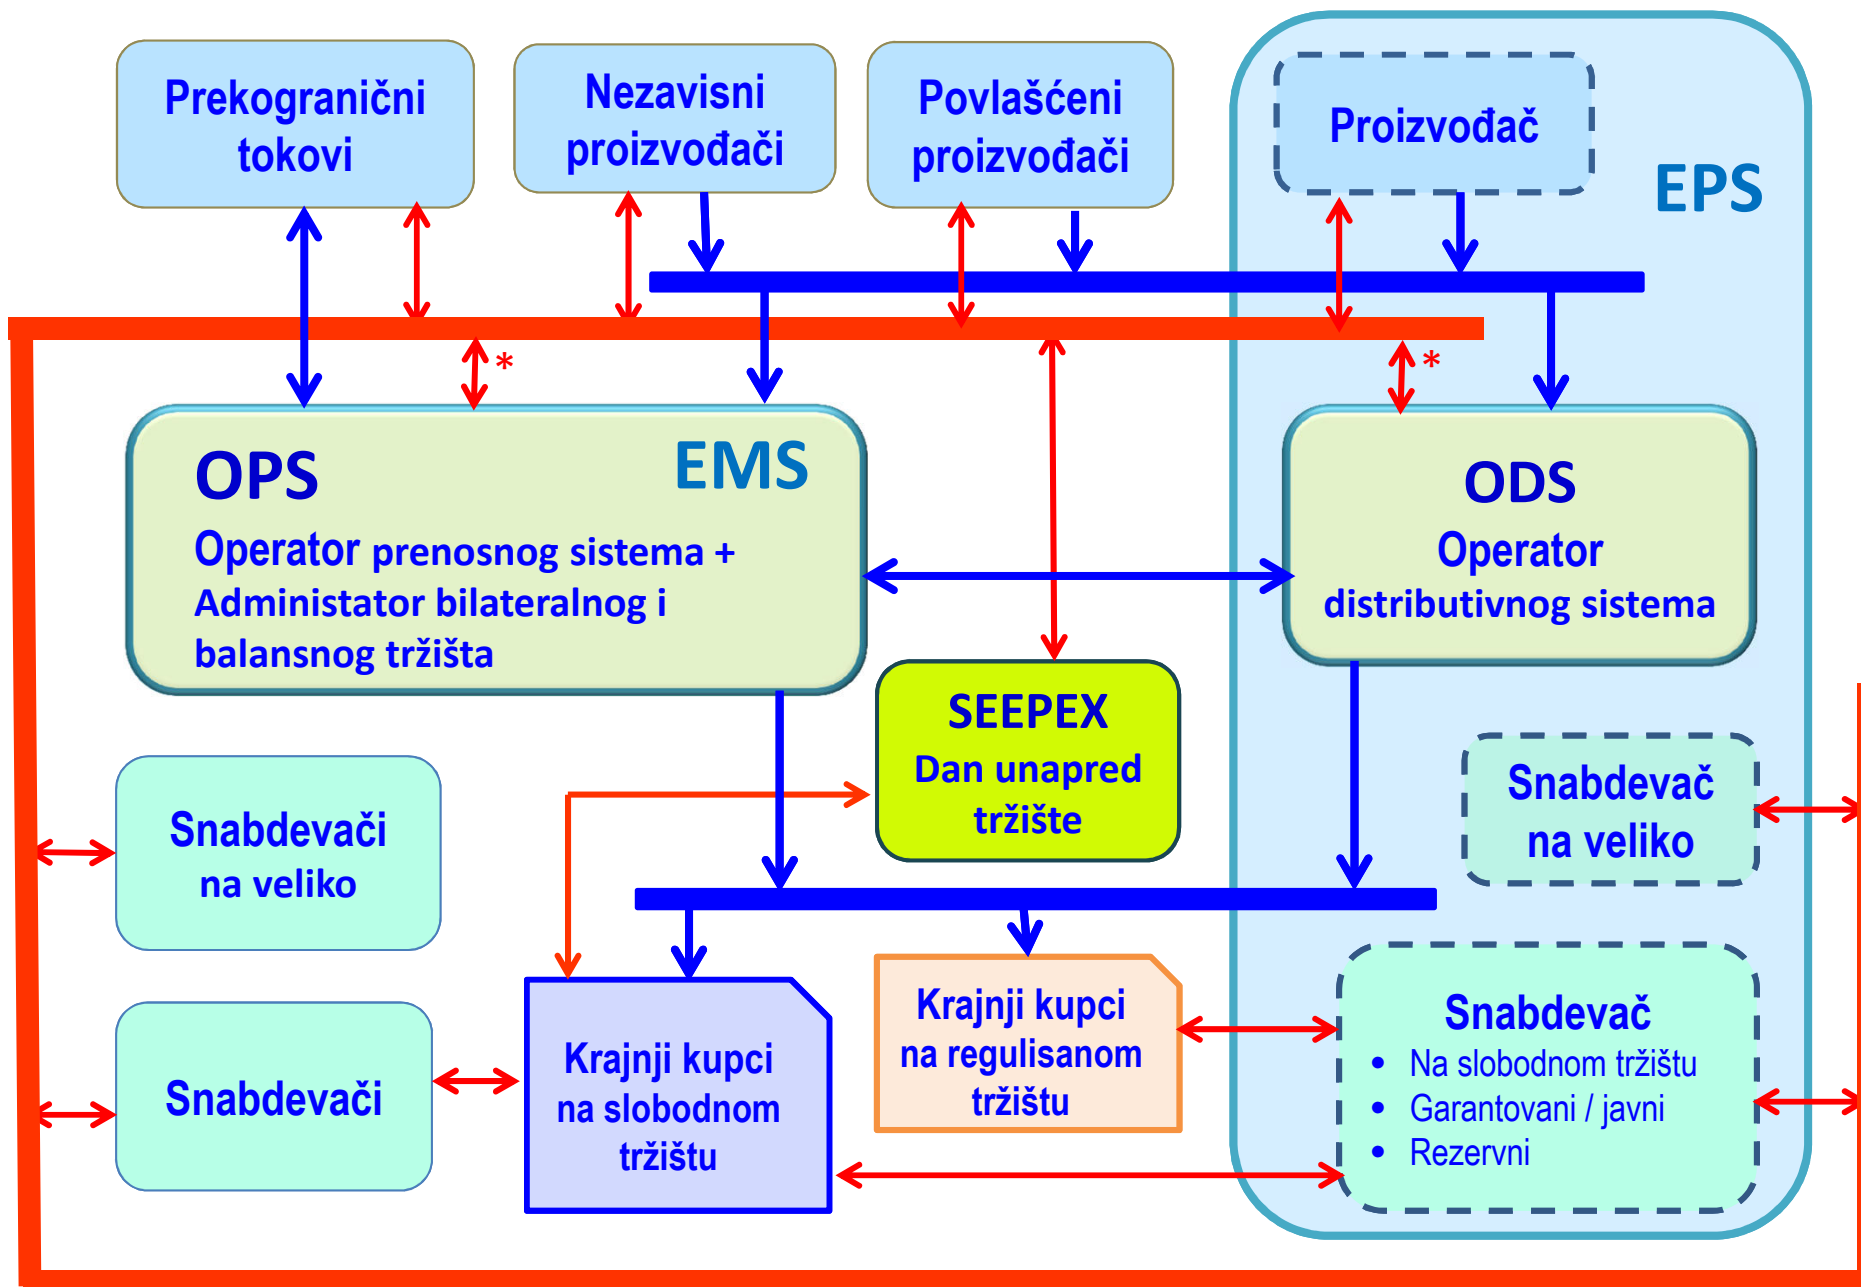 Prekogranični
tokovi
Nezavisni
proizvođači
Povlašćeni
proizvođači
Proizvođač
EPS
*
*
OPS
EMS
Operator prenosnog sistema +
Administator bilateralnog i
balansnog tržišta
ODS
Operator
distributivnog sistema
SEEPEX
Dan unapred
tržište
Snabdevači
na veliko
Snabdevač
na veliko
Snabdevači
Krajnji kupci
na slobodnom
tržištu
Krajnji kupci
na regulisanom
tržištu
Snabdevač
• Na slobodnom tržištu
• Garantovani / javni
• Rezervni